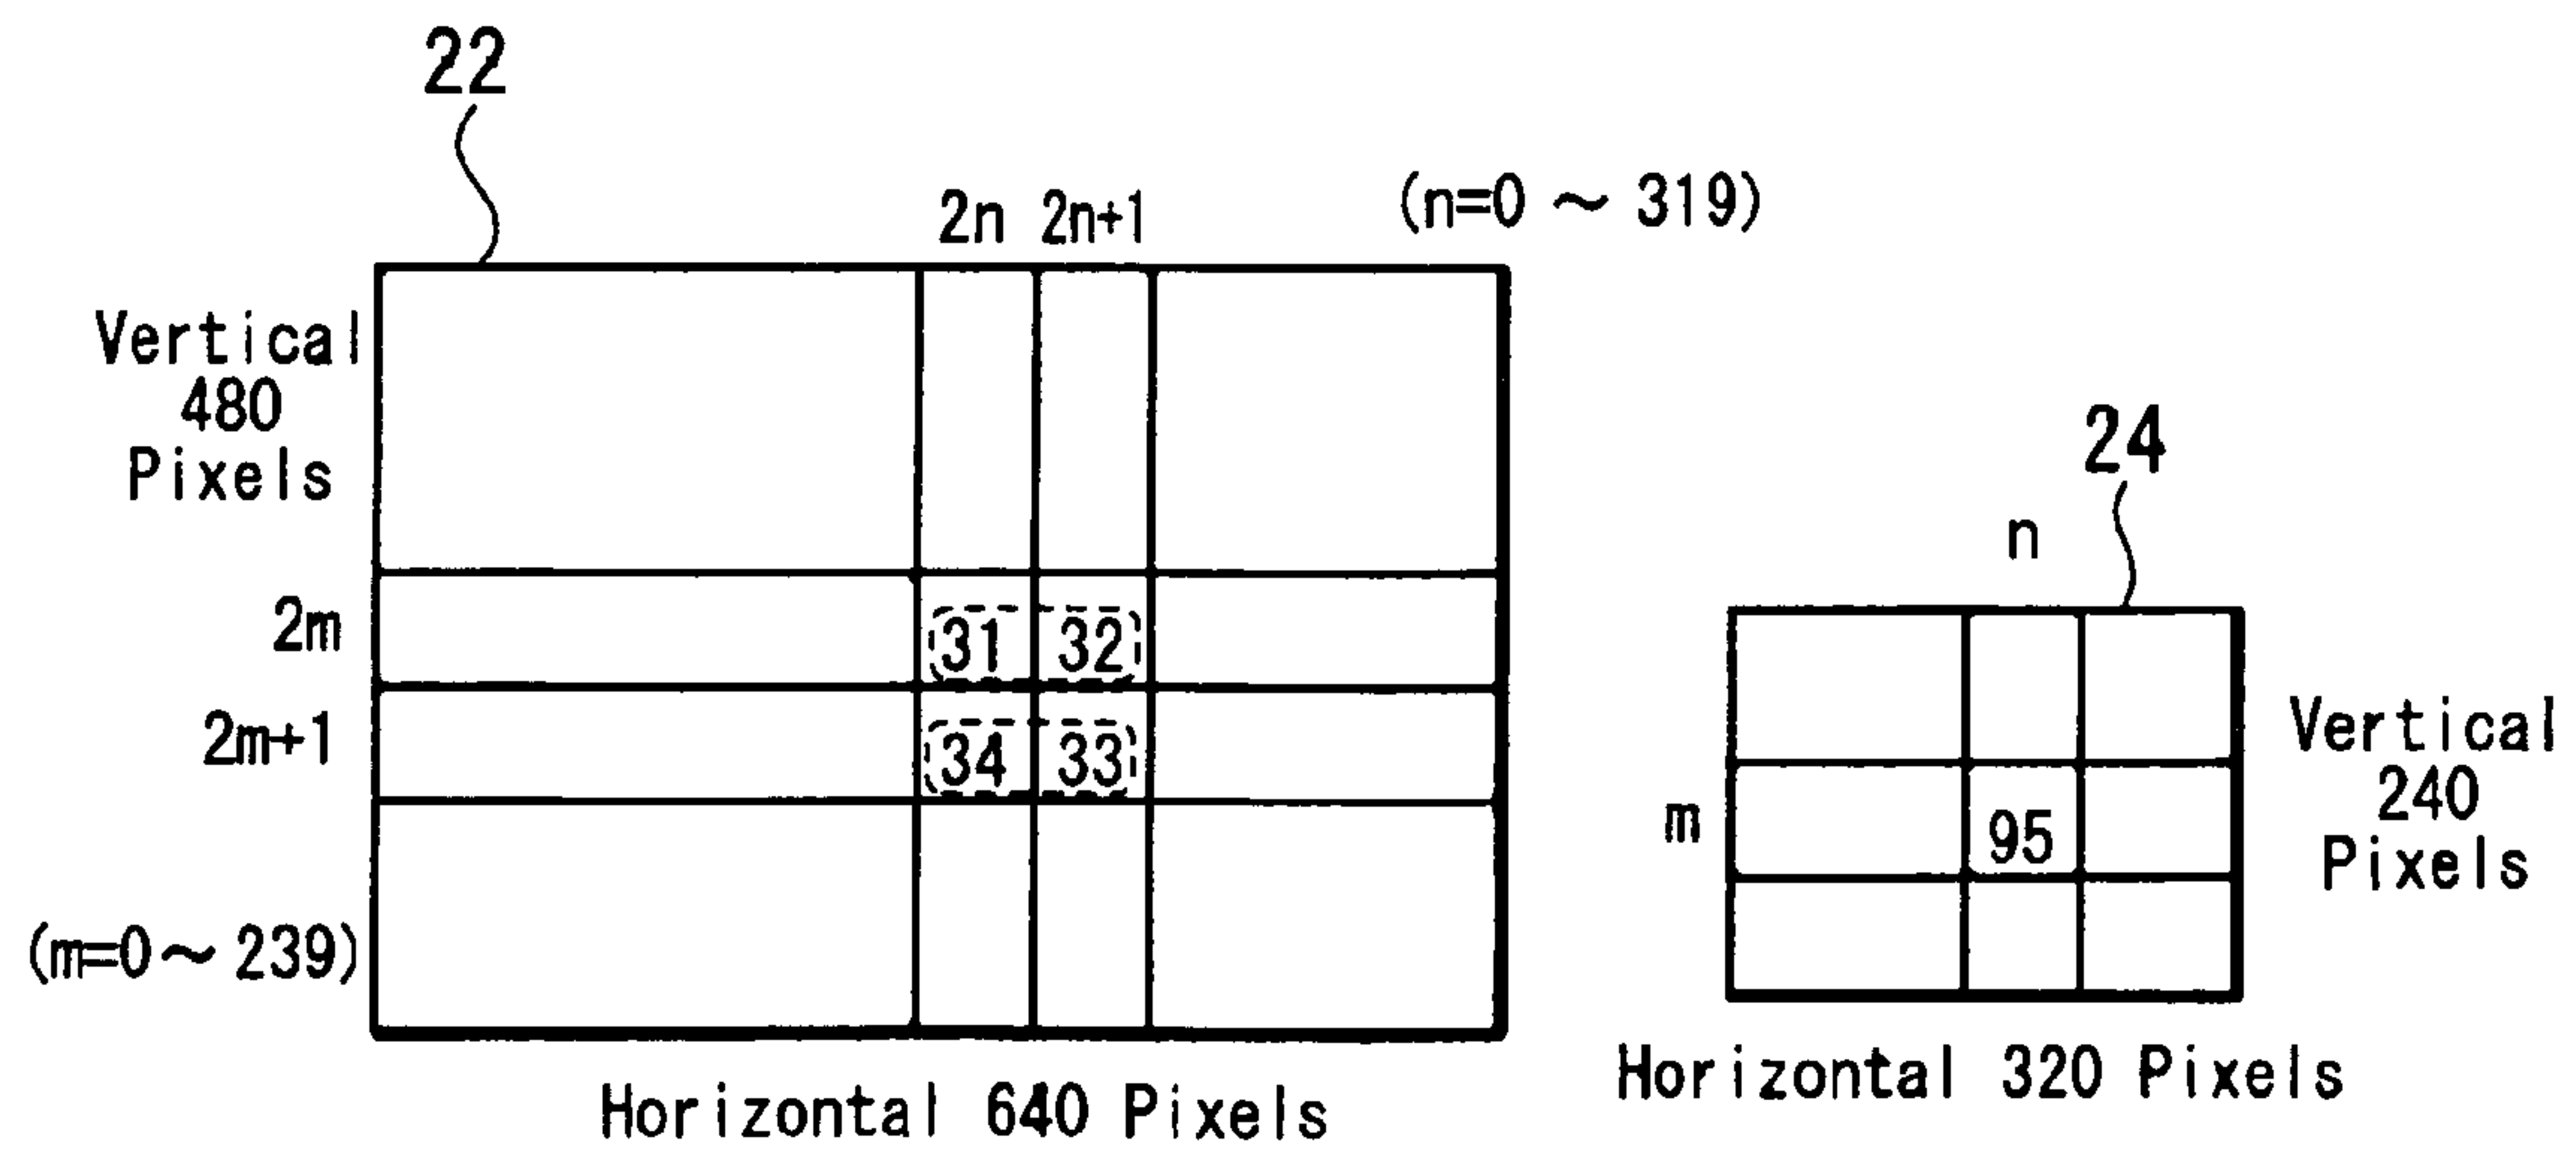 22
2n 2n+1 (n=0 ~ 319)
Vertical
480
Pixels
24
n
2m 31 32
2m+1 34 33
Vertical
240
Pixels
m 95
(m=0~ 239)
Horizontal 640 Pixels
Horizontal 320 Pixels